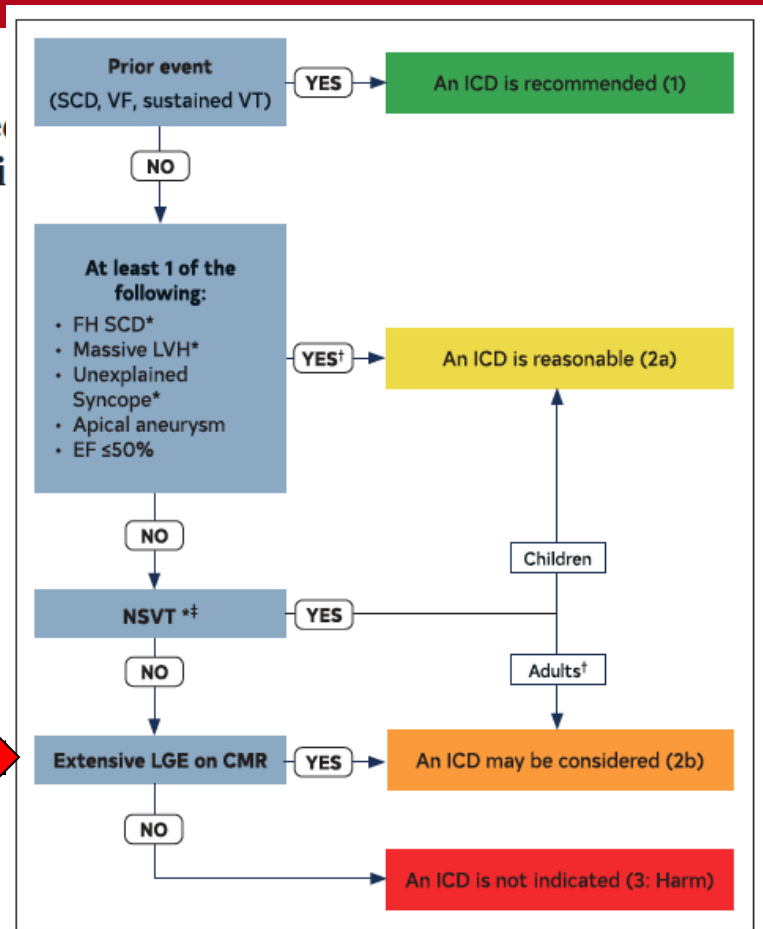 Prior event
(SCD, VF, sustained VT)
YES
An ICD is recommended (1)
NO
At least 1 of the
following:
• FH SCD*
• Massive LVH*
• Unexplained
Syncope*
• Apical aneurysm
• EF ≤50%
YES†
An ICD is reasonable (2a)
NO
Children
NSVT *‡
YES
NO
Adults†
Extensive LGE on CMR
YES
An ICD may be considered (2b)
NO
An ICD is not indicated (3: Harm)